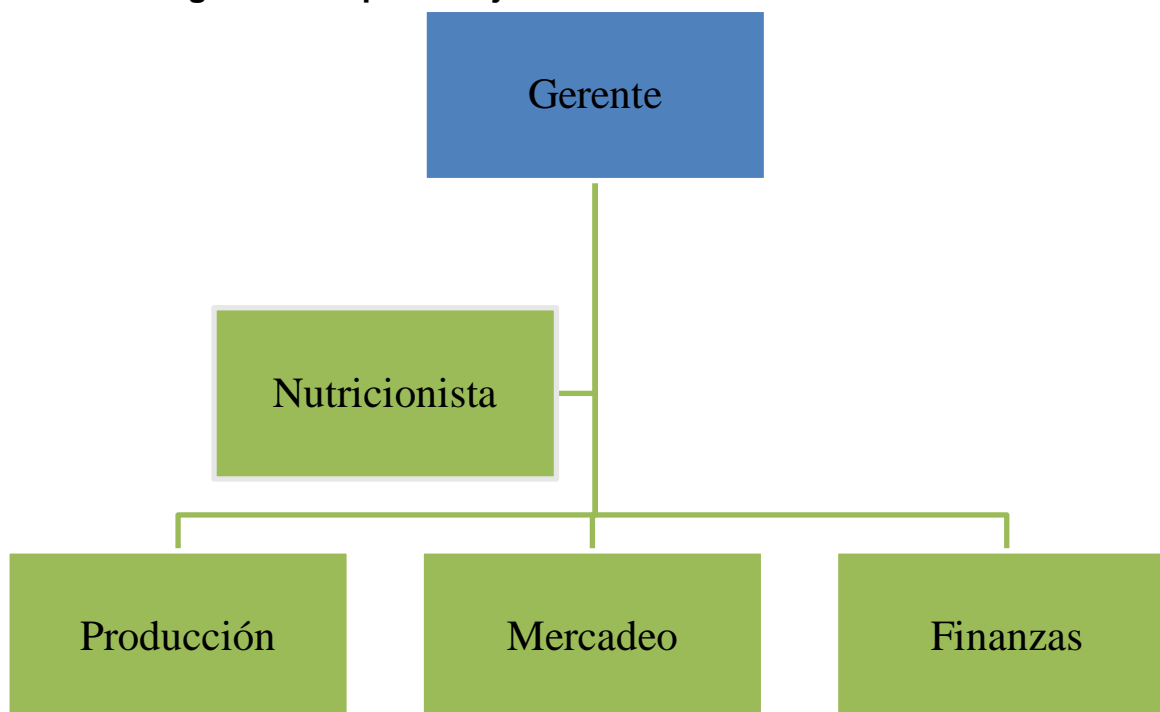 Gerente
Nutricionista
Producción
Mercadeo
Finanzas